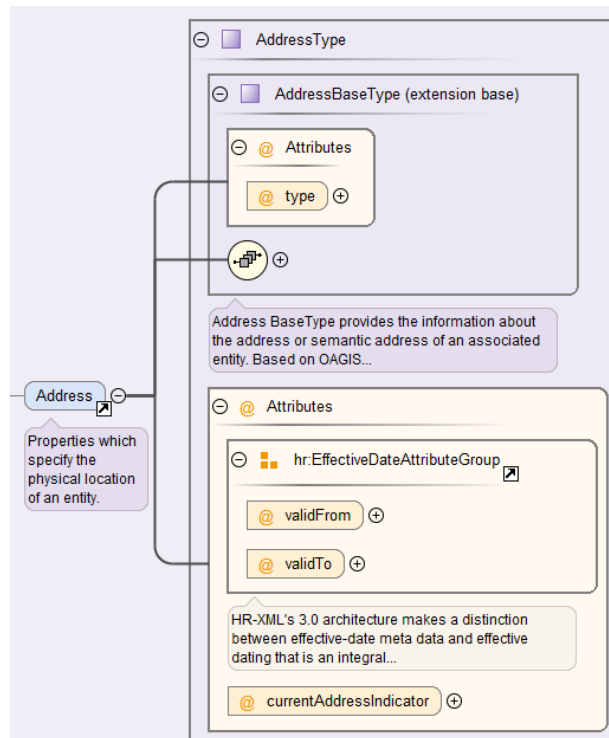 AddressType
AddressBaseType (extension base)
@ Attributes
@ type
Address BaseType provides the information about
the address or semantic address of an associated
entity. Based on OAGIS...
Address
Properties which
specify the
physical location
of an entity.
@ Attributes
hr:EffectiveDateAttributeGroup
@ validFrom
@ validTo
HR-XML's 3.0 architecture makes a distinction
between effective-date meta data and effective
dating that is an integral...
@ currentAddressIndicator